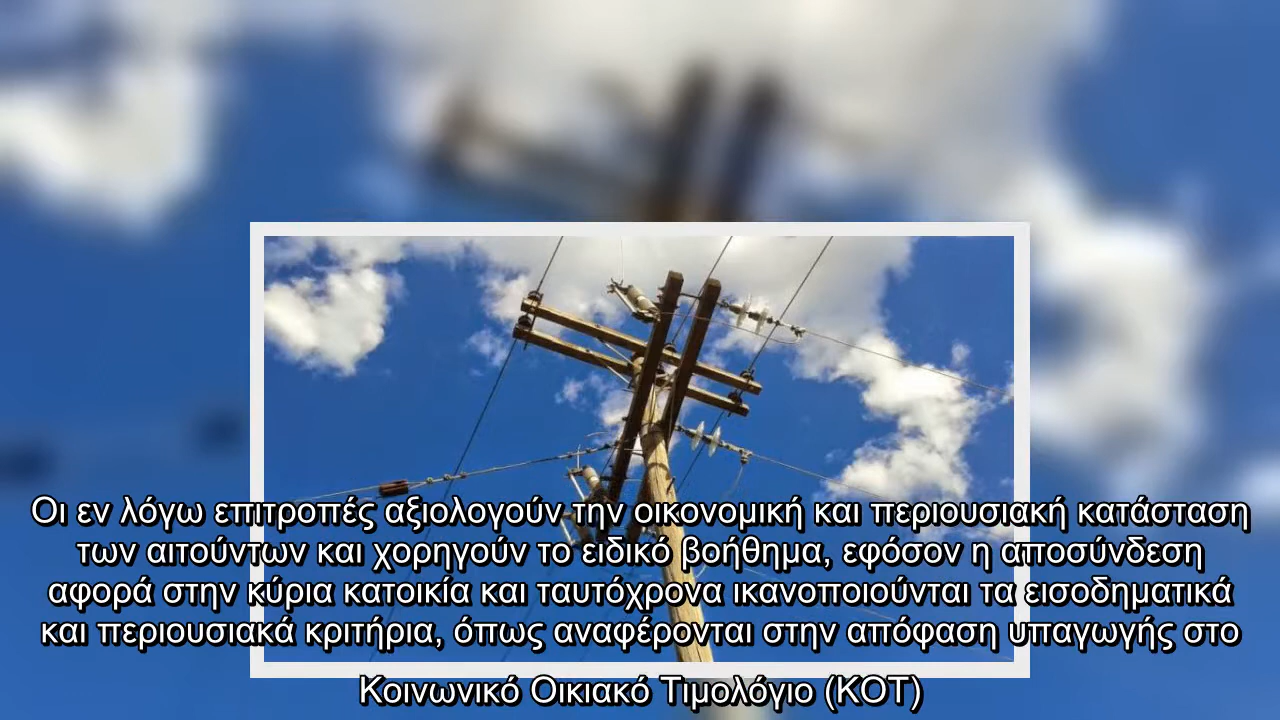 Οι εν λόγω επιτροπές αξιολογούν την οικονομική και περιουσιακή κατάσταση
των αιτούντων και χορηγούν το ειδικό βοήθημα, εφόσον η αποσύνδεση
αφορά στην κύρια κατοικία και ταυτόχρονα ικανοποιούνται τα εισοδηματικά
και περιουσιακά κριτήρια, όπως αναφέρονται στην απόφαση υπαγωγής στο
Κοινωνικό Οικιακό Τιμολόγιο (ΚΟΤ)